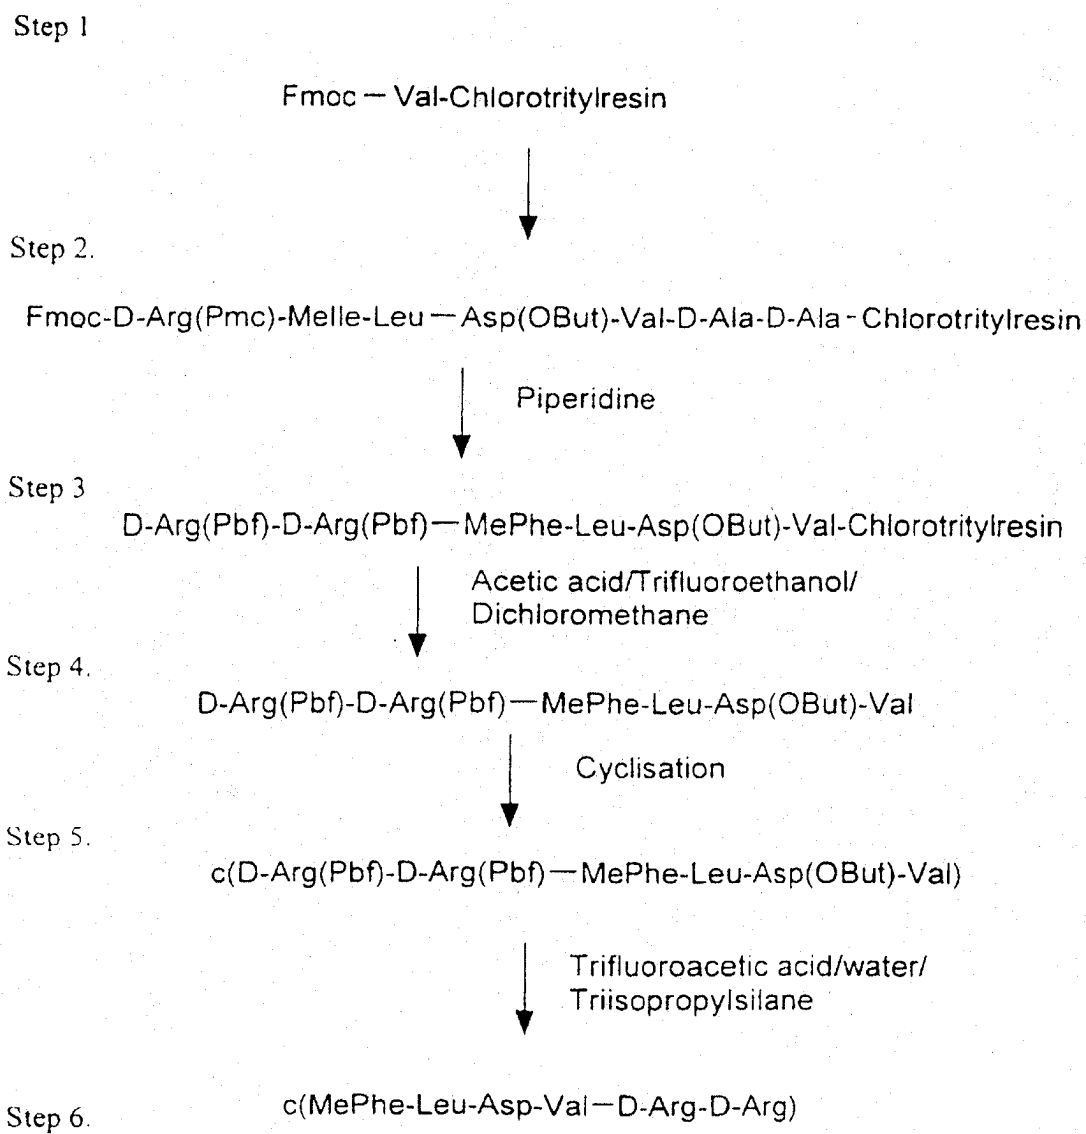 Step 1
Fmoc — Val-Chlorotritylresin
Step 2.
Fmoc-D-Arg(Pmc)-MeIle-Leu—Asp(OBut)-Val-D-Ala-D-Ala-Chlorotritylresin
Piperidine
Step 3
D-Arg(Pbf)-D-Arg(Pbf)—MePhe-Leu-Asp(OBut)-Val-Chlorotritylresin
Acetic acid/Trifluoroethanol/
Dichloromethane
Step 4.
D-Arg(Pbf)-D-Arg(Pbf)—MePhe-Leu-Asp(OBut)-Val
Cyclisation
Step 5.
c(D-Arg(Pbf)-D-Arg(Pbf)—MePhe-Leu-Asp(OBut)-Val)
Trifluoroacetic acid/water/
Triisopropylsilane
Step 6.
c(MePhe-Leu-Asp-Val—D-Arg-D-Arg)